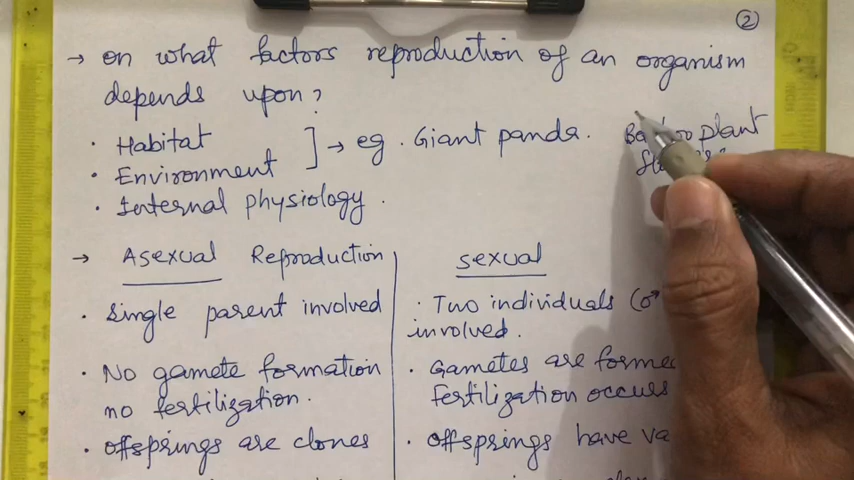 ②
→ on what factors reproduction of an organism
depends upon?
· Habitat
· Environment ] → eg. Giant panda.
plant
· Internal physiology.
→ Asexual Reproduction
sexual
· Single parent involved
· Two individuals (♂
involved.
· No gamete formation
no fertilization.
· Gametes are forme
fertilization occurs
· offsprings are clones
· offsprings have va